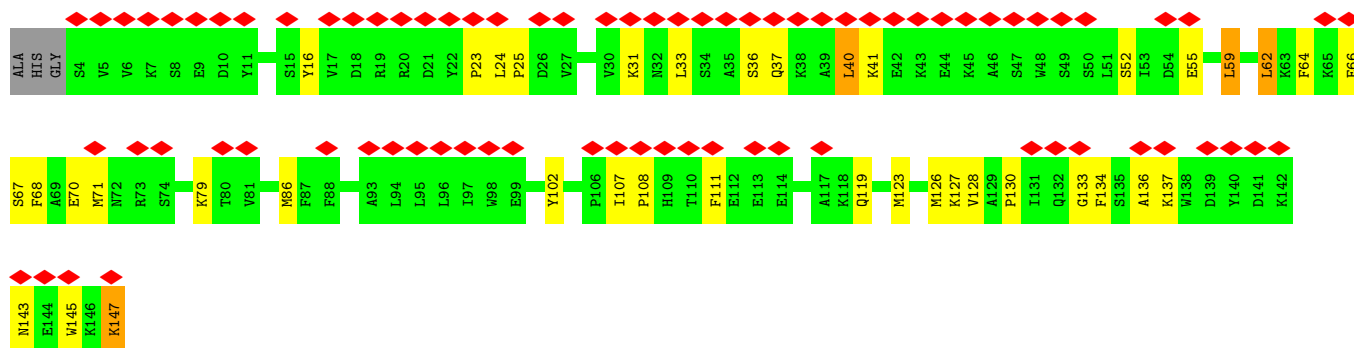 ALA HIS GLY S4 V5 V6 K7 S8 E9 D10 Y11 S15 Y16 V17 D18 R19 R20 D21 Y22 P23 L24 P25 D26 V27 V30 K31 N32 L33 S34 A35 S36 Q37 K38 A39 L40 K41 E42 K43 E44 K45 A46 S47 W48 S49 S50 L51 S52 I53 D54 E55 L59 L62 K63 F64 K65 E66
S67 F68 A69 E70 M71 N72 R73 S74 K79 T80 V81 M86 F87 F88 A93 L94 L95 L96 I97 W98 E99 Y102 P106 I107 P108 H109 T110 F111 E112 E113 E114 A117 K118 Q119 M123 M126 K127 V128 A129 P130 I131 Q132 G133 F134 S135 A136 K137 W138 D139 Y140 D141 K142
N143 E144 W145 K146 K147